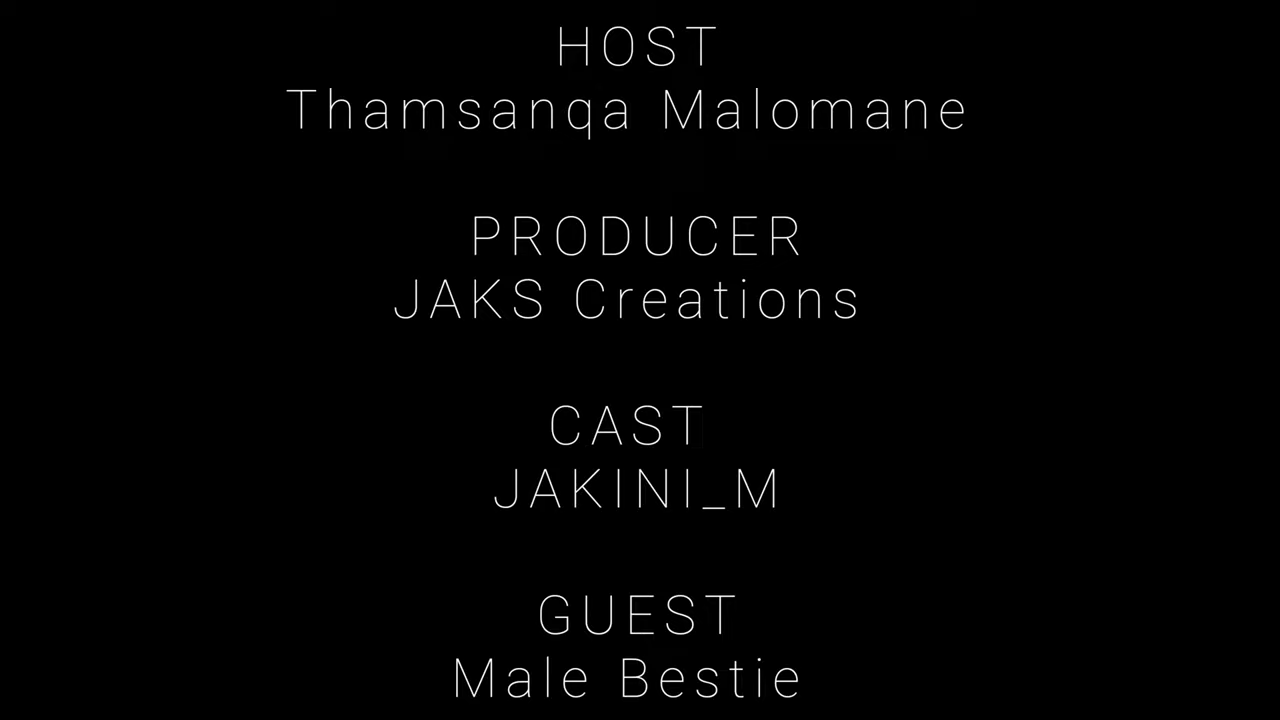 HOST
Thamsanqa Malomane
PRODUCER
JAKS Creations
CAST
JAKINI_M
GUEST
Male Bestie